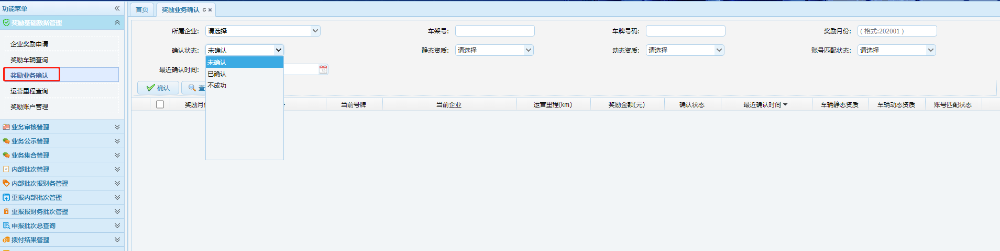 功能菜单
奖励基础数据管理
企业奖励申请
奖励车辆查询
奖励业务确认
运营里程查询
奖励账户管理
业务审核管理
业务公示管理
业务集合管理
内部批次管理
内部批次报财务管理
重报内部批次管理
重报报财务批次管理
申报批次总查询
拨付结果管理
首页 奖励业务确认
所属企业: 请选择 车架号: 车牌号码: 奖励月份: ( 格式:202001 )
确认状态: 未确认 静态资质: 请选择 动态资质: 请选择 账号匹配状态: 请选择
未确认
已确认
不成功
最近确认时间:
确认 查
奖励月 当前号牌 当前企业 运营里程(km) 奖励金额(元) 确认状态 最近确认时间 车辆静态资质 车辆动态资质 账号匹配状态